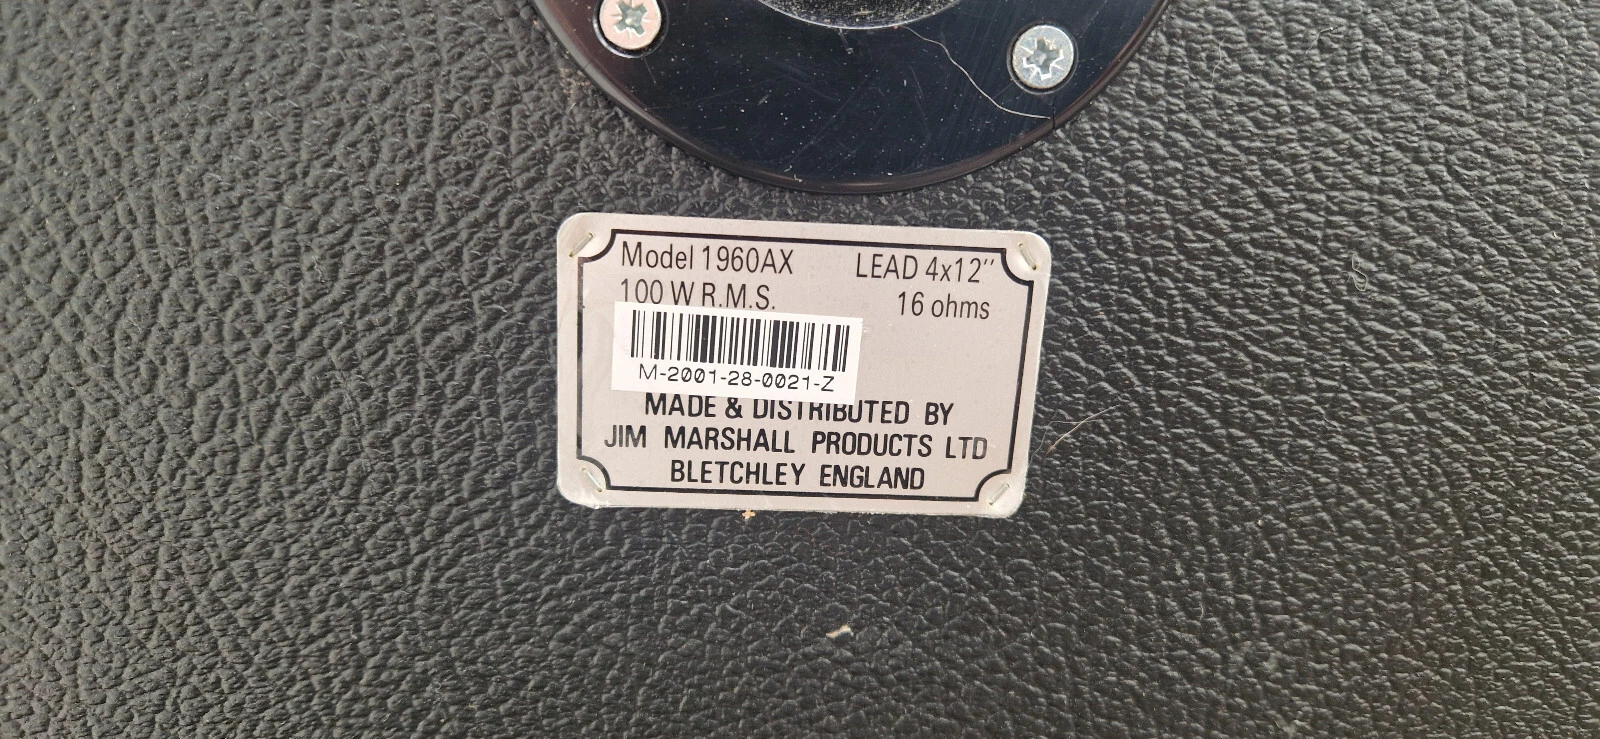 Model 1960AX LEAD 4x12"
100 W R.M.S. 16 ohms
M-2001-28-0021-Z
MADE & DISTRIBUTED BY
JIM MARSHALL PRODUCTS LTD
BLETCHLEY ENGLAND